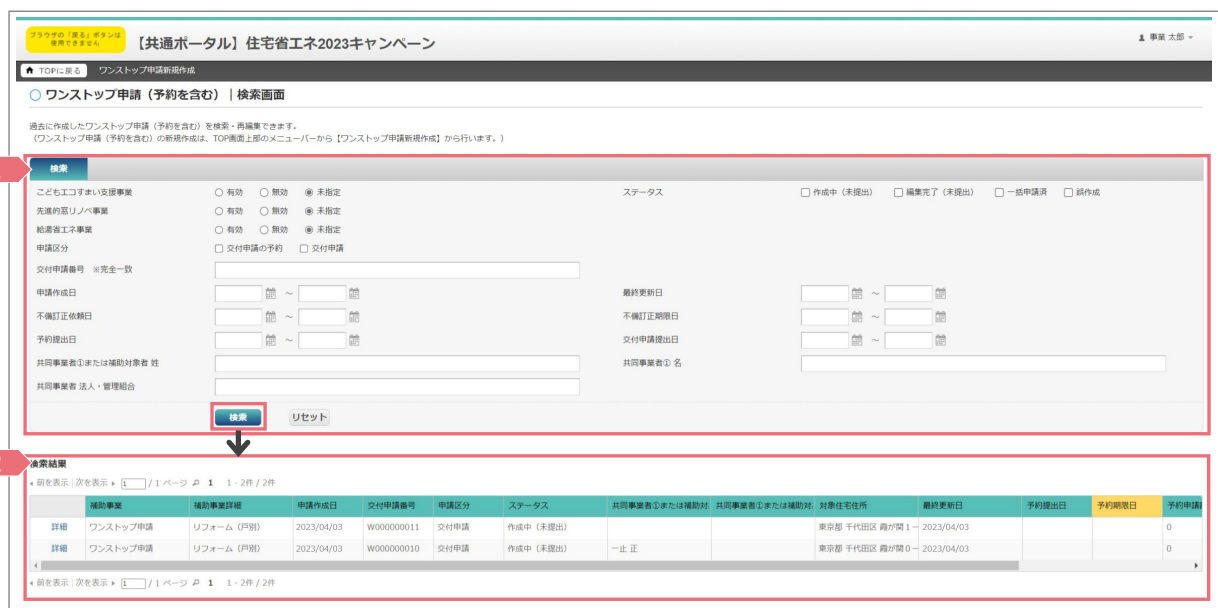 ブラウザの「戻る」ボタンは
使用できません
【共通ポータル】住宅省エネ2023キャンペーン
事業 太郎
TOPに戻る ワンストップ申請新規作成
ワンストップ申請（予約を含む）｜検索画面
過去に作成したワンストップ申請（予約を含む）を検索・再編集できます。
（ワンストップ申請（予約を含む）の新規作成は、TOP画面上部のメニューバーから【ワンストップ申請新規作成】から行います。）
検索
こどもエコすまい支援事業 有効 無効 未指定 ステータス 作成中（未提出） 編集完了（未提出） 一括申請済 誤作成
先進的窓リノベ事業 有効 無効 未指定
給湯省エネ事業 有効 無効 未指定
申請区分 交付申請の予約 交付申請
交付申請番号 ※完全一致
申請作成日 ～ 最終更新日 ～
不備訂正依頼日 ～ 不備訂正期限日 ～
予約提出日 ～ 交付申請提出日 ～
共同事業者①または補助対象者 姓 共同事業者① 名
共同事業者 法人・管理組合
検索 リセット
検索結果
前を表示 | 次を表示 1 / 1 ページ 1 1 - 2件 / 2件
補助事業 補助事業詳細 申請作成日 交付申請番号 申請区分 ステータス 共同事業者①または補助対 共同事業者①または補助対 対象住宅住所 最終更新日 予約提出日 予約期限日 予約申請
詳細 ワンストップ申請 リフォーム（戸別） 2023/04/03 W000000011 交付申請 作成中（未提出） 東京都 千代田区 霞が関１ー 2023/04/03 0
詳細 ワンストップ申請 リフォーム（戸別） 2023/04/03 W000000010 交付申請 作成中（未提出） 一止 正 東京都 千代田区 霞が関０ー 2023/04/03 0
前を表示 | 次を表示 1 / 1 ページ 1 1 - 2件 / 2件